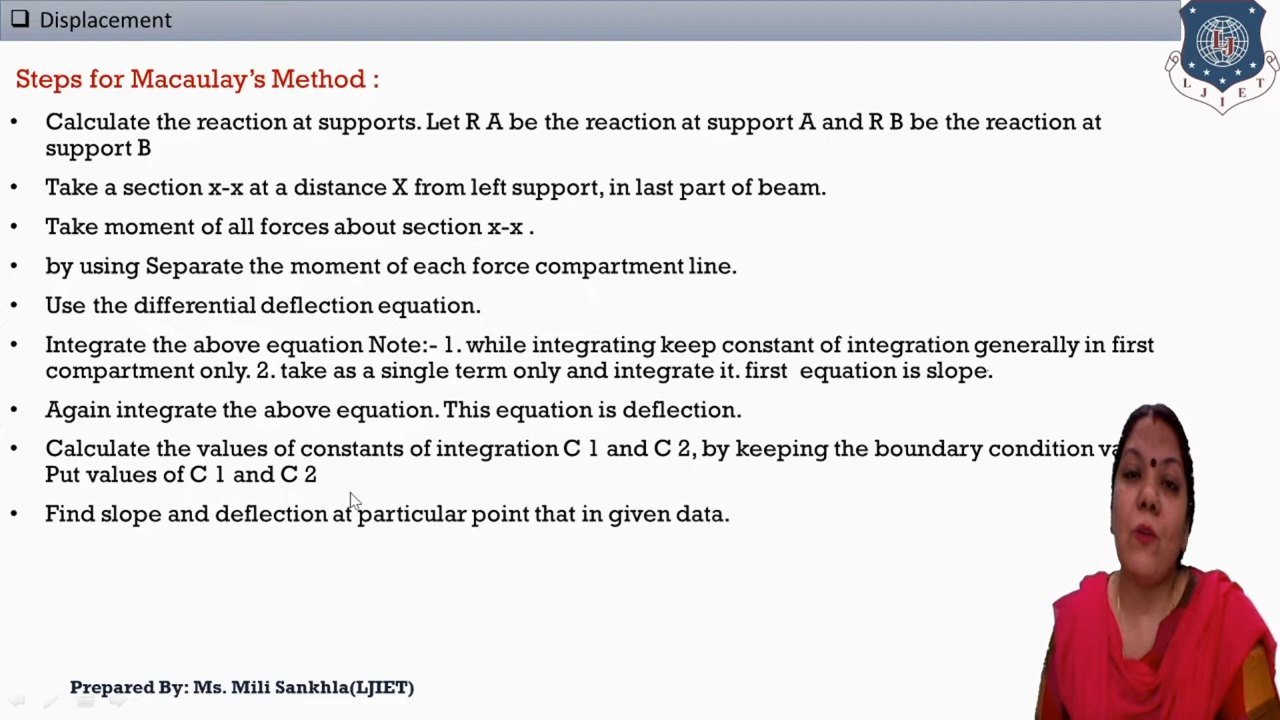 Displacement
Steps for Macaulay's Method :
Calculate the reaction at supports. Let R A be the reaction at support A and R B be the reaction at
support B
Take a section x-x at a distance X from left support, in last part of beam.
Take moment of all forces about section x-x .
by using Separate the moment of each force compartment line.
Use the differential deflection equation.
Integrate the above equation Note:- 1. while integrating keep constant of integration generally in first
compartment only. 2. take as a single term only and integrate it. first equation is slope.
Again integrate the above equation. This equation is deflection.
Calculate the values of constants of integration C 1 and C 2, by keeping the boundary condition
Put values of C 1 and C 2
Find slope and deflection at particular point that in given data.
Prepared By: Ms. Mili Sankhla(LJIET)
LJ
L J I E T